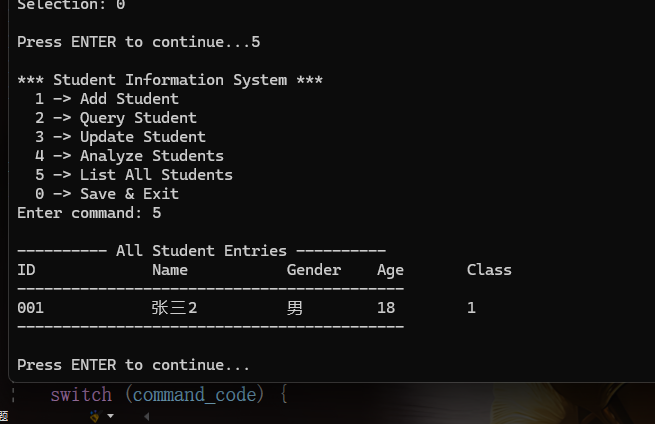 Selection: 0
Press ENTER to continue...5
*** Student Information System ***
1 -> Add Student
2 -> Query Student
3 -> Update Student
4 -> Analyze Students
5 -> List All Students
0 -> Save & Exit
Enter command: 5
---------- All Student Entries ----------
ID Name Gender Age Class
-------------------------------------------
001 张三2 男 18 1
-------------------------------------------
Press ENTER to continue...
switch (command_code) {
题